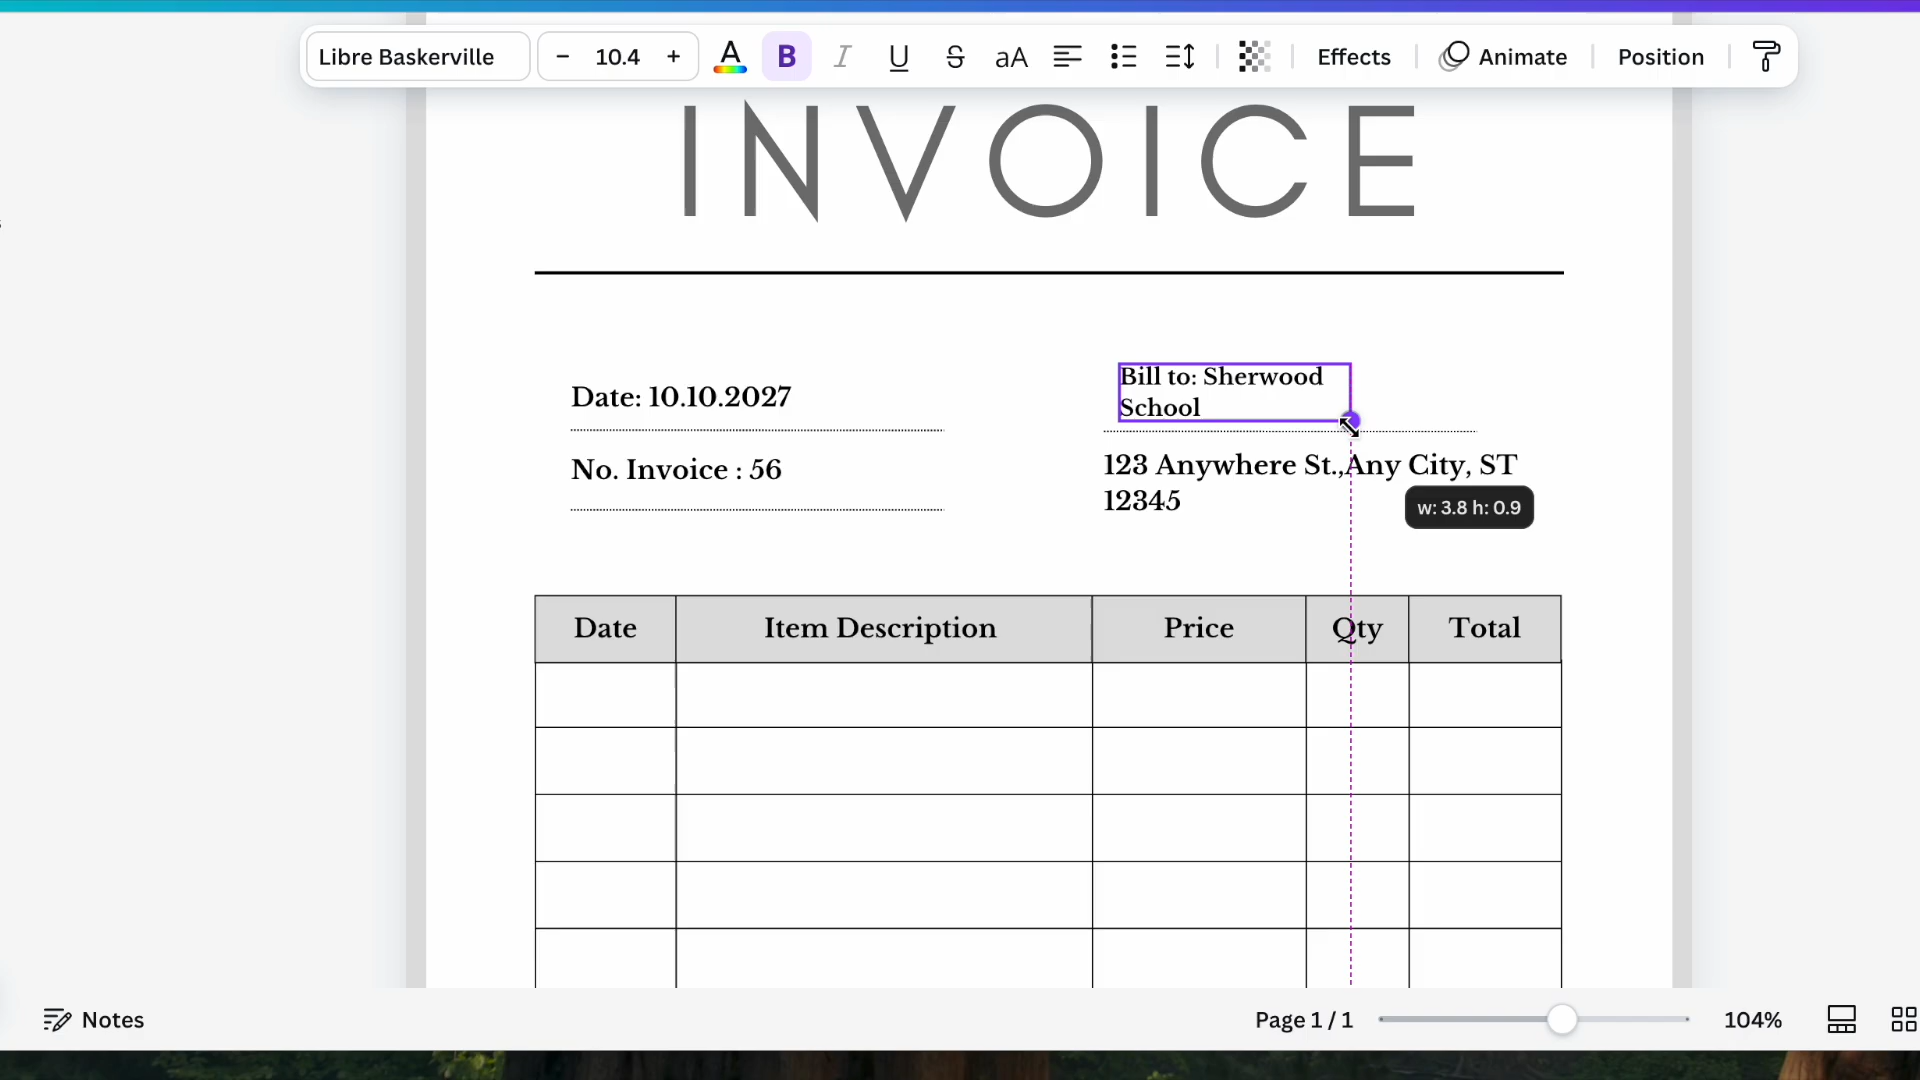 Libre Baskerville − 10.4 + A B I U S aA Effects Animate Position
INVOICE
Date: 10.10.2027
Bill to: Sherwood
School
No. Invoice : 56
123 Anywhere St.,Any City, ST
12345
w: 3.8 h: 0.9
Date Item Description Price Qty Total
Notes Page 1 / 1 104%